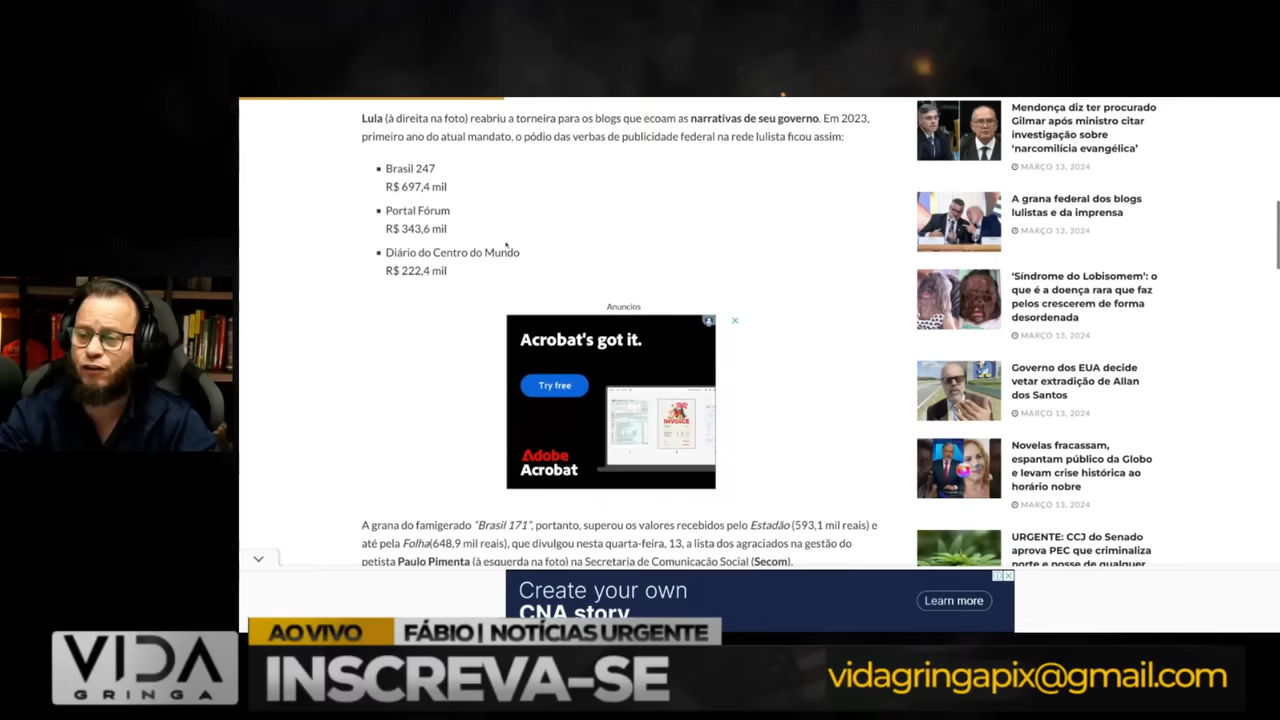 Lula (à direita na foto) reabriu a torneira para os blogs que ecoam as narrativas de seu governo. Em 2023,
primeiro ano do atual mandato, o pódio das verbas de publicidade federal na rede lulista ficou assim:
Brasil 247
R$ 697,4 mil
Portal Fórum
R$ 343,6 mil
Diário do Centro do Mundo
R$ 222,4 mil
Anuncios
Acrobat's got it.
Try free
INVOICE
Adobe
Acrobat
A grana do famigerado "Brasil 171", portanto, superou os valores recebidos pelo Estadão (593,1 mil reais) e
até pela Folha(648,9 mil reais), que divulgou nesta quarta-feira, 13, a lista dos agraciados na gestão do
petista Paulo Pimenta (à esquerda na foto) na Secretaria de Comunicação Social (Secom).
Mendonça diz ter procurado
Gilmar após ministro citar
investigação sobre
'narcomilícia evangélica'
MARÇO 13, 2024
A grana federal dos blogs
lulistas e da imprensa
MARÇO 13, 2024
'Síndrome do Lobisomem': o
que é a doença rara que faz
pelos crescerem de forma
desordenada
MARÇO 13, 2024
Governo dos EUA decide
vetar extradição de Allan
dos Santos
MARÇO 13, 2024
Novelas fracassam,
espantam público da Globo
e levam crise histórica ao
horário nobre
MARÇO 13, 2024
URGENTE: CCJ do Senado
aprova PEC que criminaliza
porte e posse de qualquer
Create your own
CNA story
Learn more
VIDA
GRINGA
AO VIVO
FÁBIO | NOTÍCIAS URGENTE
INSCREVA-SE
vidagringapix@gmail.com